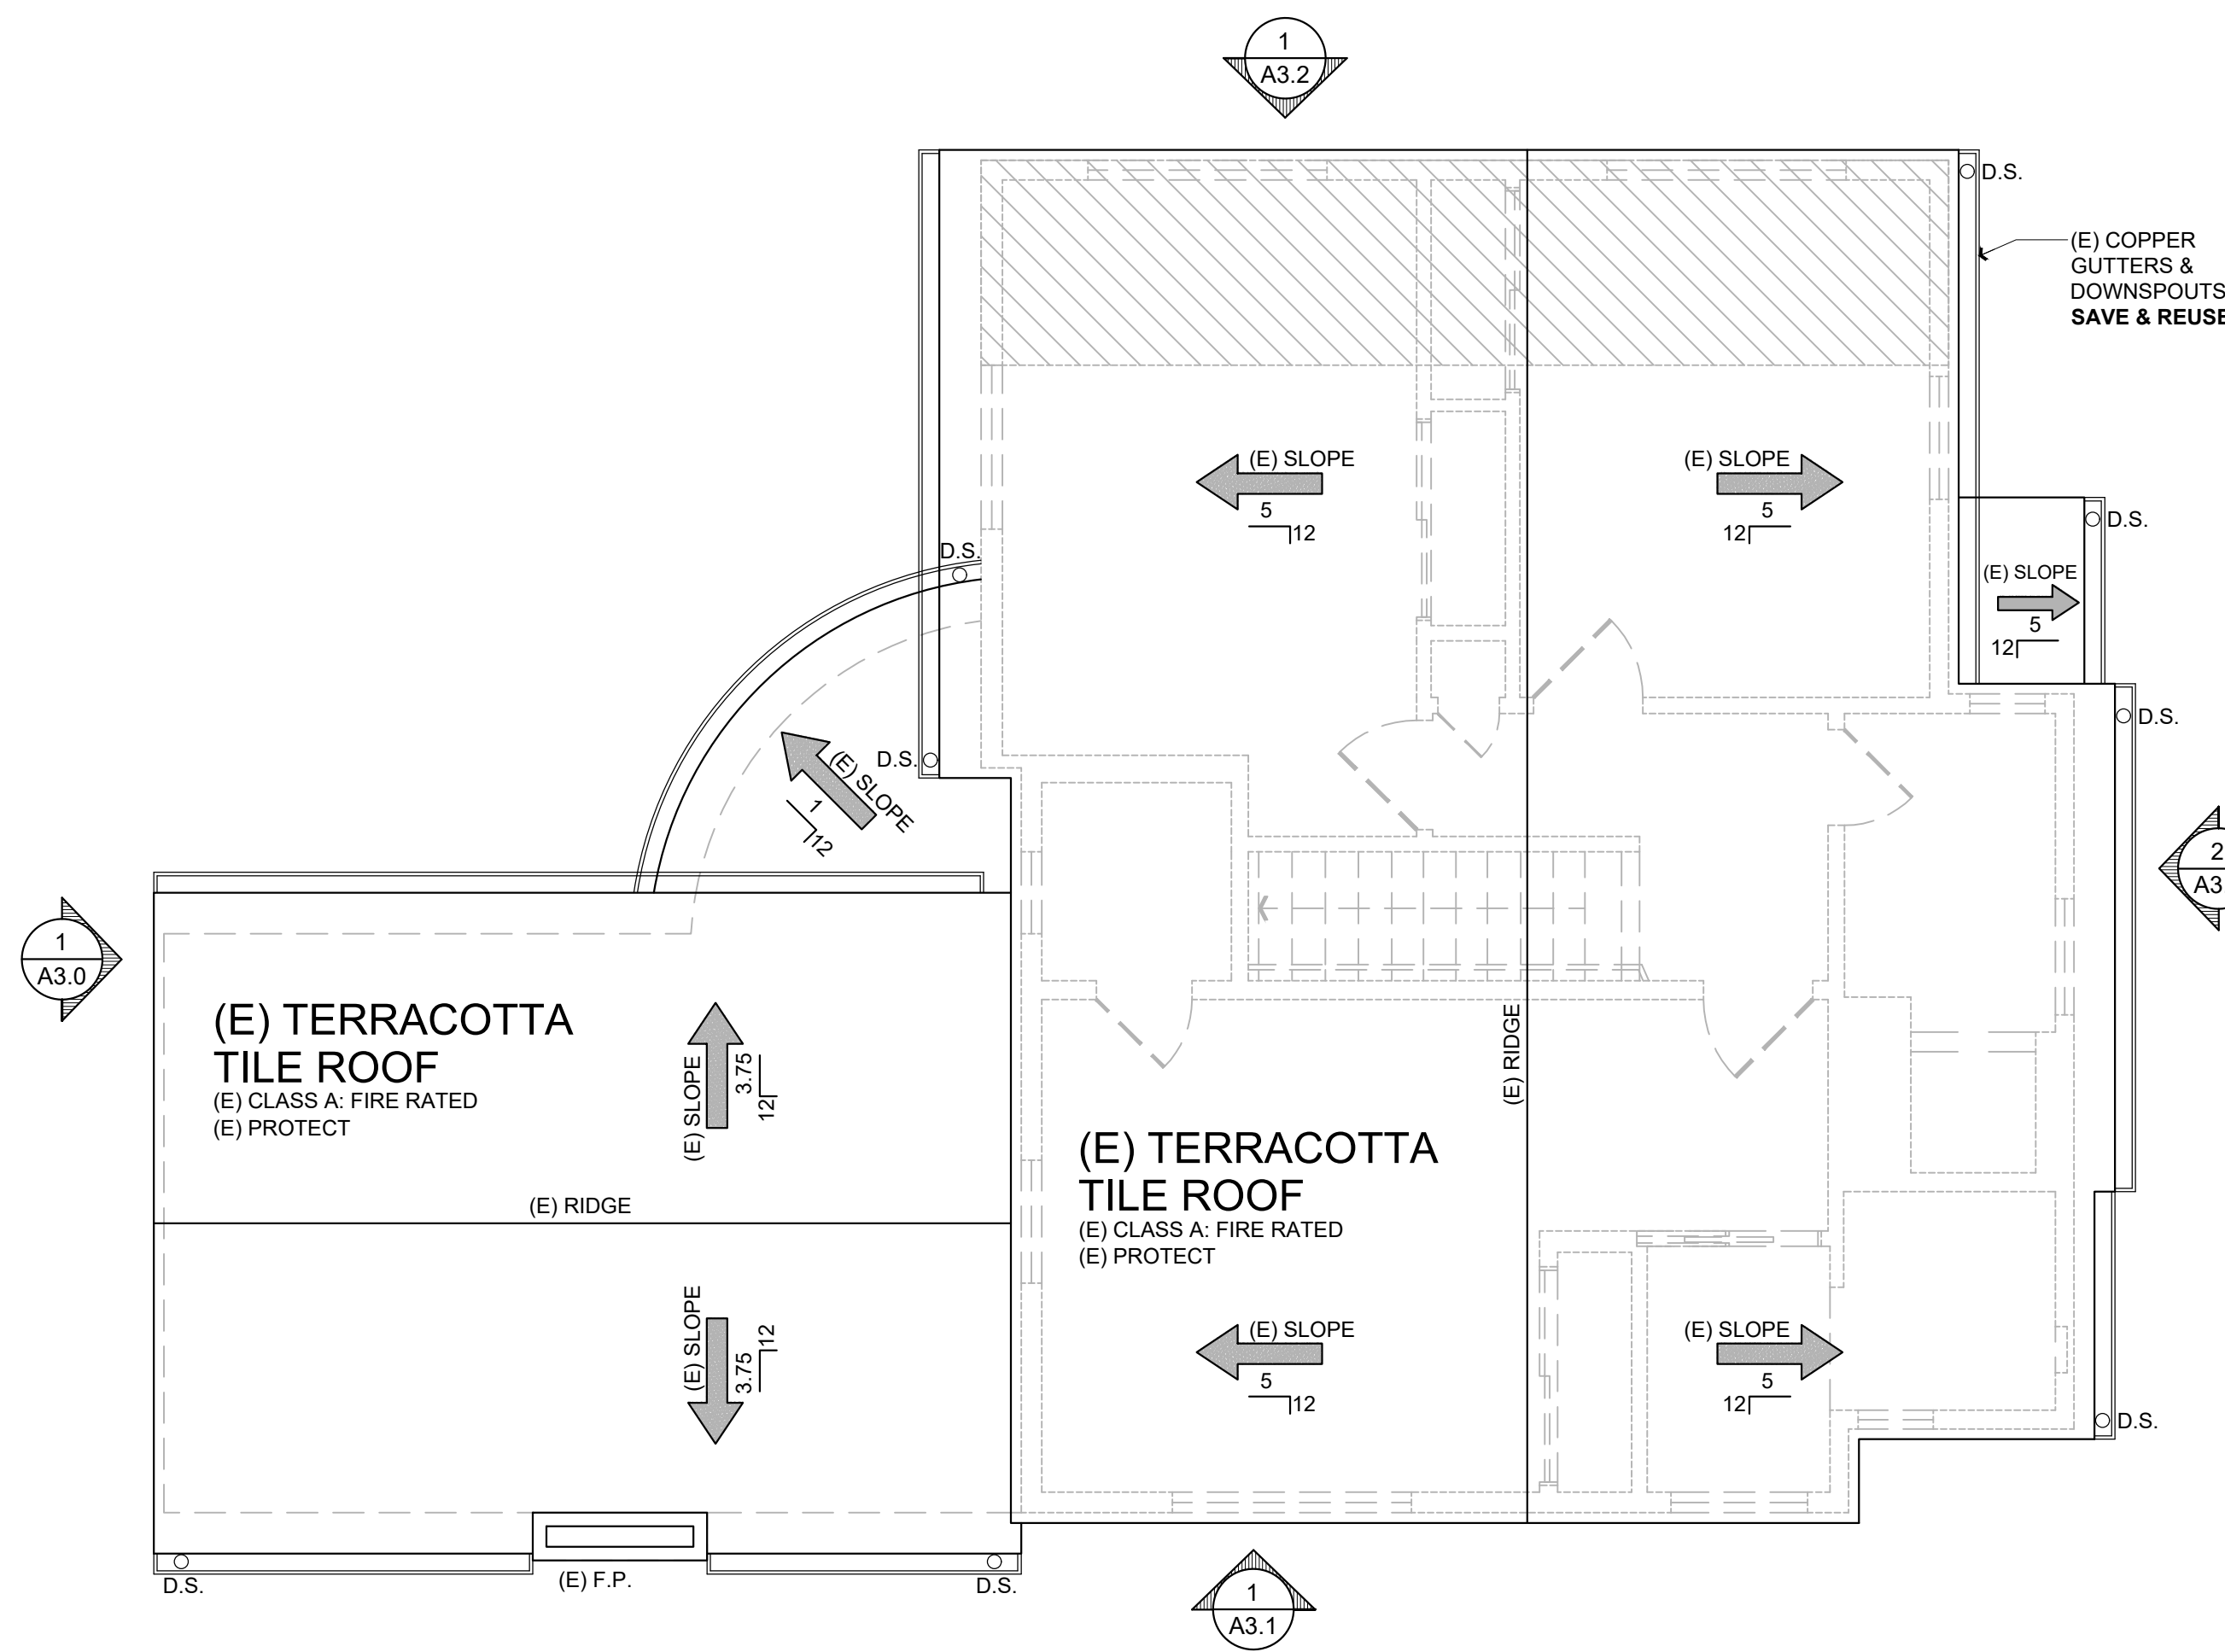 1
A3.2
D.S.
(E) COPPER
GUTTERS &
DOWNSPOUTS
SAVE & REUSE
(E) SLOPE
5
12
(E) SLOPE
5
12
D.S.
D.S.
(E) SLOPE
5
12
D.S.
D.S.
(E) SLOPE
1
12
2
A3.
1
A3.0
(E) TERRACOTTA
TILE ROOF
(E) CLASS A: FIRE RATED
(E) PROTECT
(E) SLOPE
3.75
12
(E) RIDGE
(E) RIDGE
(E) TERRACOTTA
TILE ROOF
(E) CLASS A: FIRE RATED
(E) PROTECT
(E) SLOPE
3.75
12
(E) SLOPE
5
12
(E) SLOPE
5
12
D.S.
D.S.
(E) F.P.
D.S.
1
A3.1